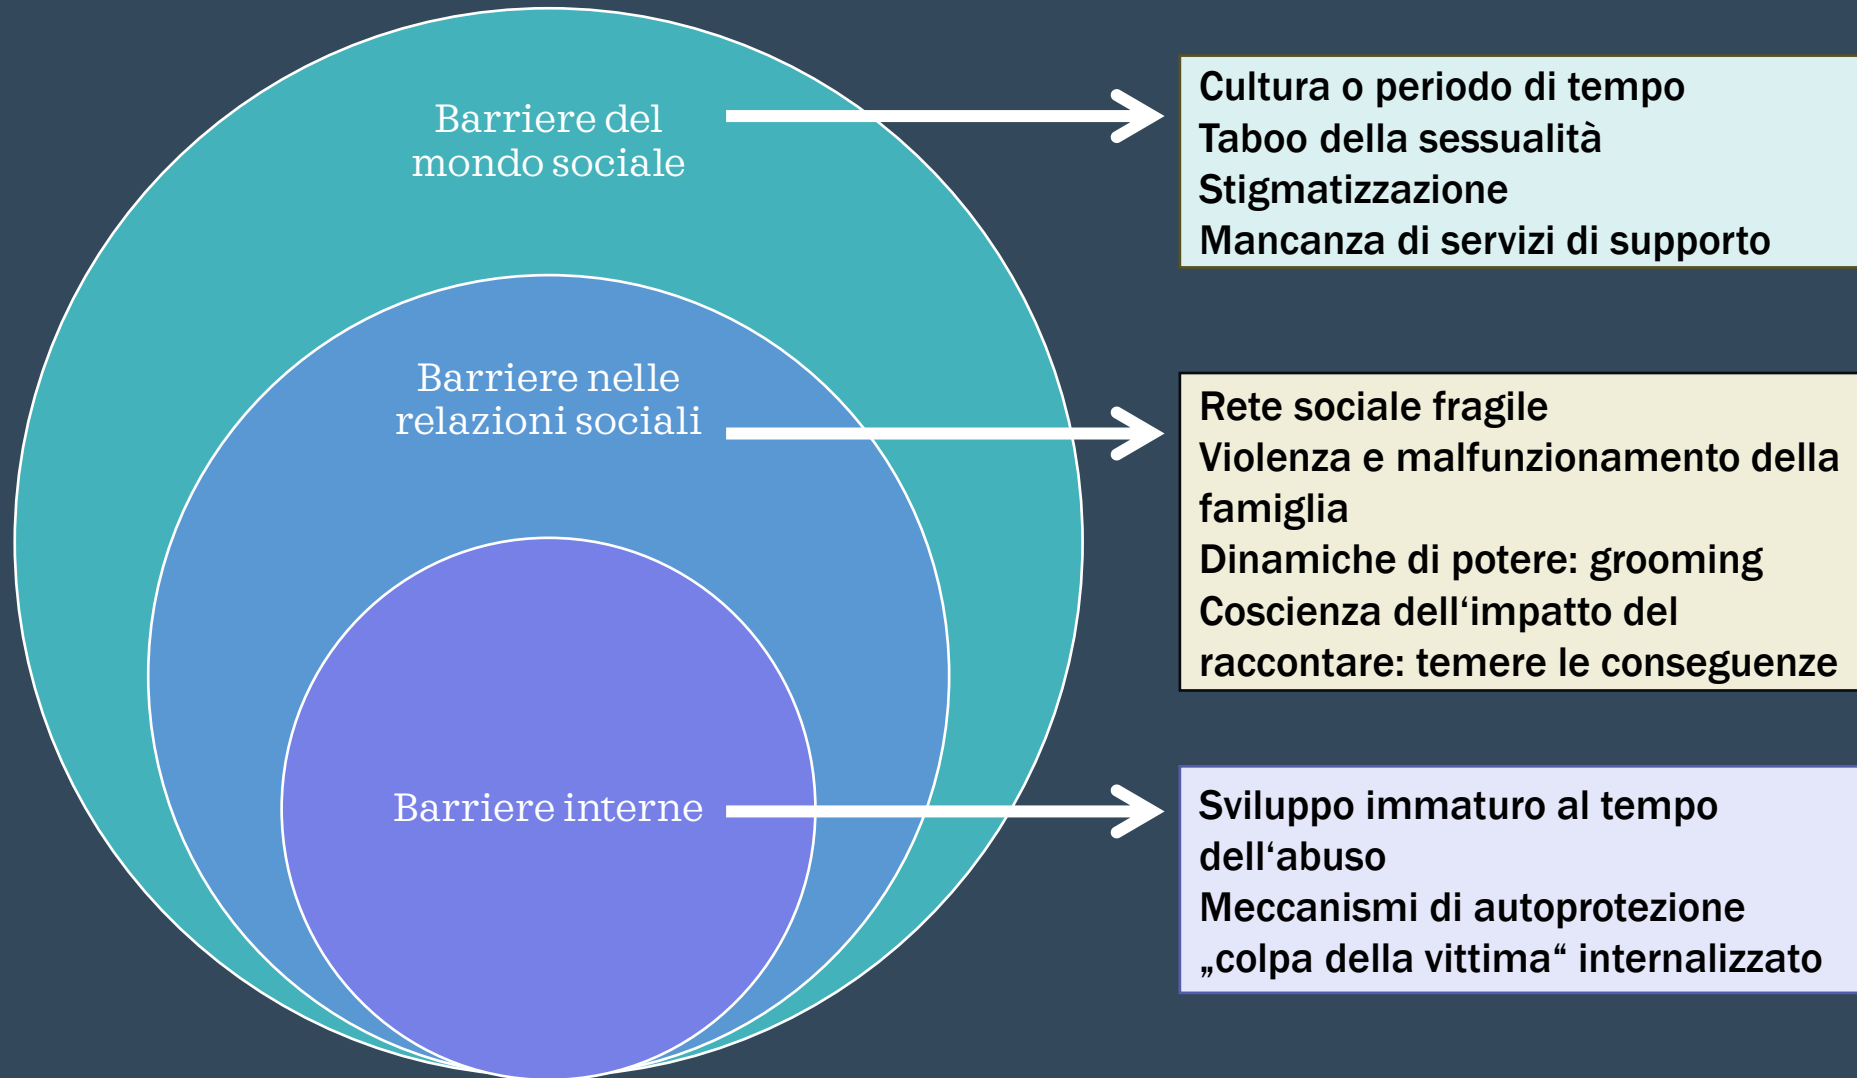 Barriere del
mondo sociale
Cultura o periodo di tempo
Taboo della sessualità
Stigmatizzazione
Mancanza di servizi di supporto
Barriere nelle
relazioni sociali
Rete sociale fragile
Violenza e malfunzionamento della
famiglia
Dinamiche di potere: grooming
Coscienza dell‘impatto del
raccontare: temere le conseguenze
Barriere interne
Sviluppo immaturo al tempo
dell‘abuso
Meccanismi di autoprotezione
„colpa della vittima“ internalizzato